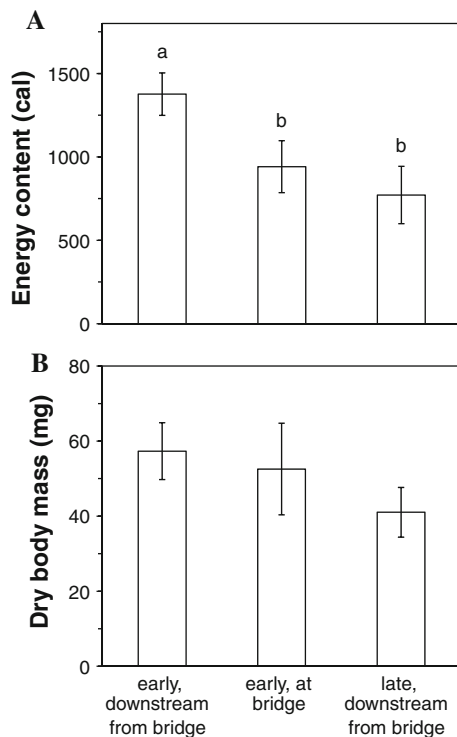 A
Energy content (cal)
1500
1000
500
0
a
b
b
B
Dry body mass (mg)
80
60
40
20
0
early,
downstream
from bridge
early, at
bridge
late,
downstream
from bridge